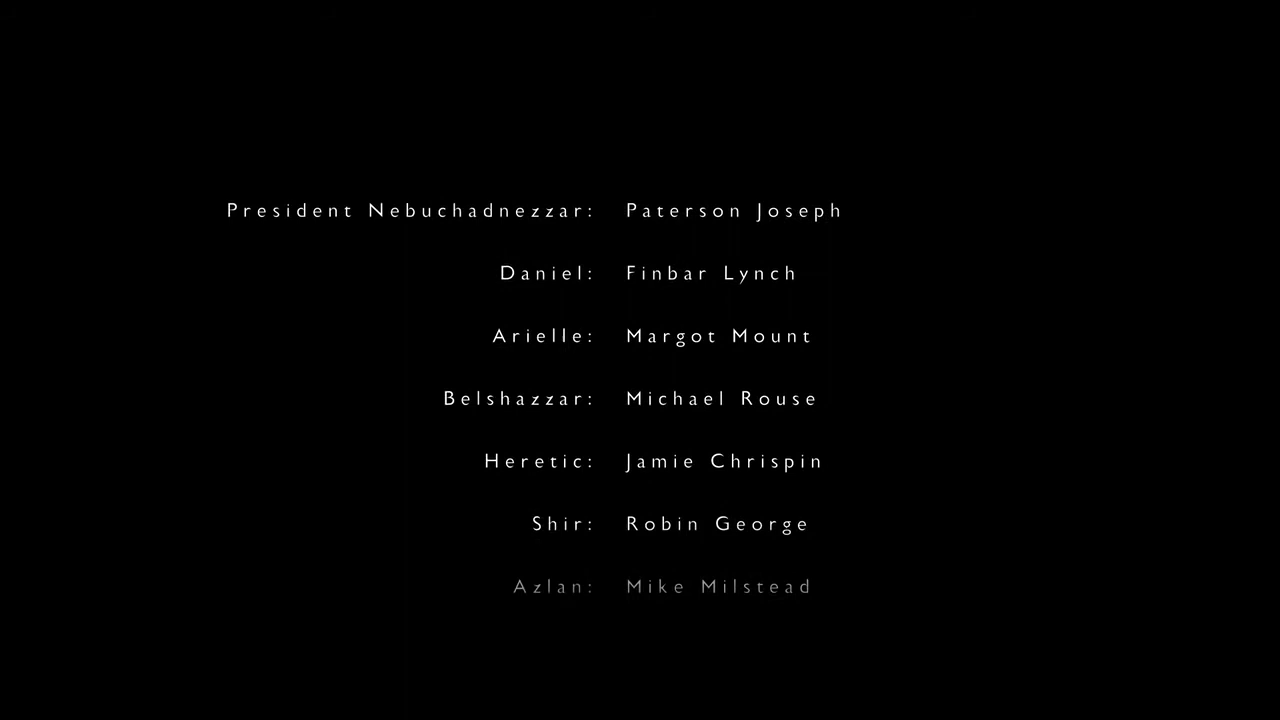 President Nebuchadnezzar: Paterson Joseph
Daniel: Finbar Lynch
Arielle: Margot Mount
Belshazzar: Michael Rouse
Heretic: Jamie Chrispin
Shir: Robin George
Azlan: Mike Milstead